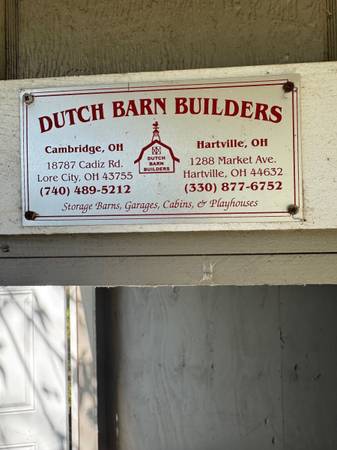 DUTCH BARN BUILDERS
Cambridge, OH
18787 Cadiz Rd.
Lore City, OH 43755
(740) 489-5212
DUTCH
BARN
BUILDERS
Hartville, OH
1288 Market Ave.
Hartville, OH 44632
(330) 877-6752
Storage Barns, Garages, Cabins, & Playhouses